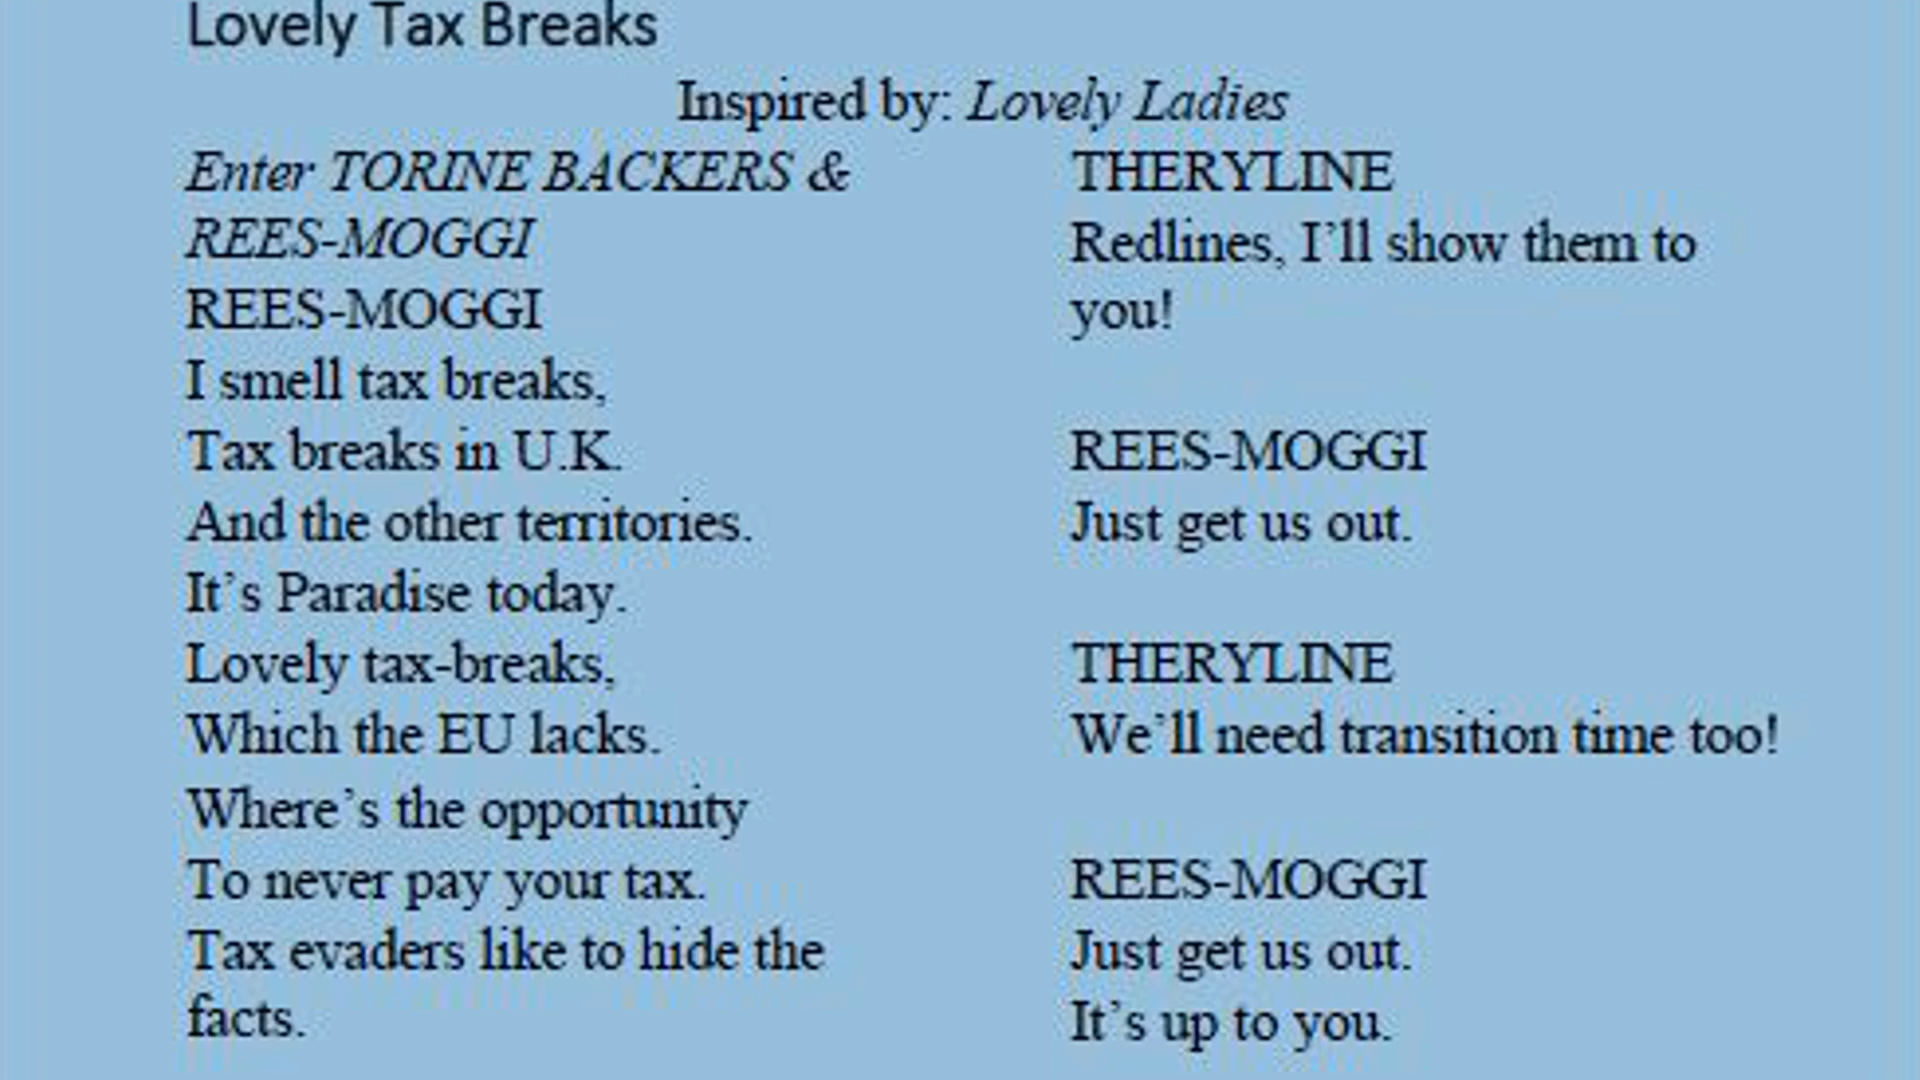 Lovely Tax Breaks
Inspired by: Lovely Ladies
Enter TORINE BACKERS &
REES-MOGGI
REES-MOGGI
I smell tax breaks,
Tax breaks in U.K.
And the other territories.
It’s Paradise today.
Lovely tax-breaks,
Which the EU lacks.
Where’s the opportunity
To never pay your tax.
Tax evaders like to hide the
facts.
THERYLINE
Redlines, I’ll show them to
you!
REES-MOGGI
Just get us out.
THERYLINE
We’ll need transition time too!
REES-MOGGI
Just get us out.
It’s up to you.